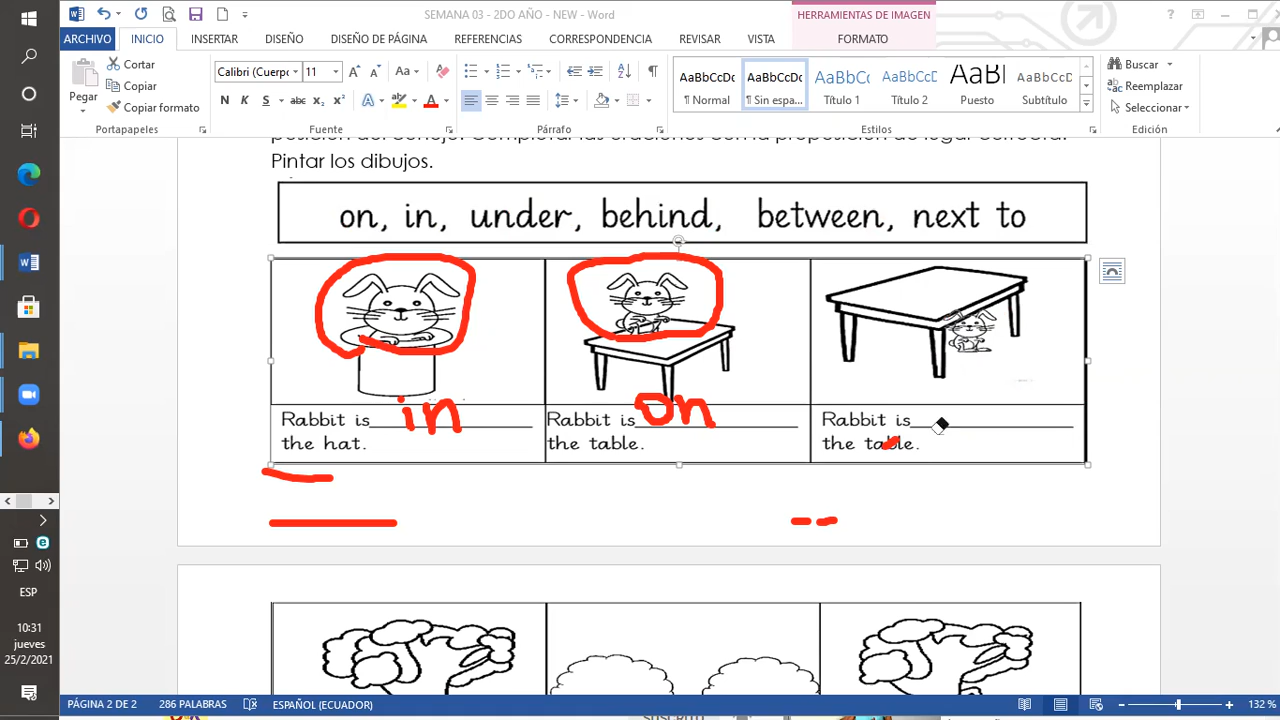 SEMANA 03 - 2DO AÑO - NEW - Word
HERRAMIENTAS DE IMAGEN
ARCHIVO INICIO INSERTAR DISEÑO DISEÑO DE PÁGINA REFERENCIAS CORRESPONDENCIA REVISAR VISTA FORMATO
Pegar
Cortar
Copiar
Copiar formato
Portapapeles
Calibri (Cuerpo 11
N K S abc x₂ x²
Fuente
Párrafo
AaBbCcDc AaBbCcDc AaBbCc AaBbCcD AaBl AaBbCcD
¶ Normal ¶ Sin espa... Título 1 Título 2 Puesto Subtítulo
Estilos
Buscar
Reemplazar
Seleccionar
Edición
Pintar los dibujos.
on, in, under, behind, between, next to
Rabbit is in
the hat.
Rabbit is on
the table.
Rabbit is
the table.
ESP
10:31
jueves
25/2/2021
PÁGINA 2 DE 2 286 PALABRAS ESPAÑOL (ECUADOR) 132 %